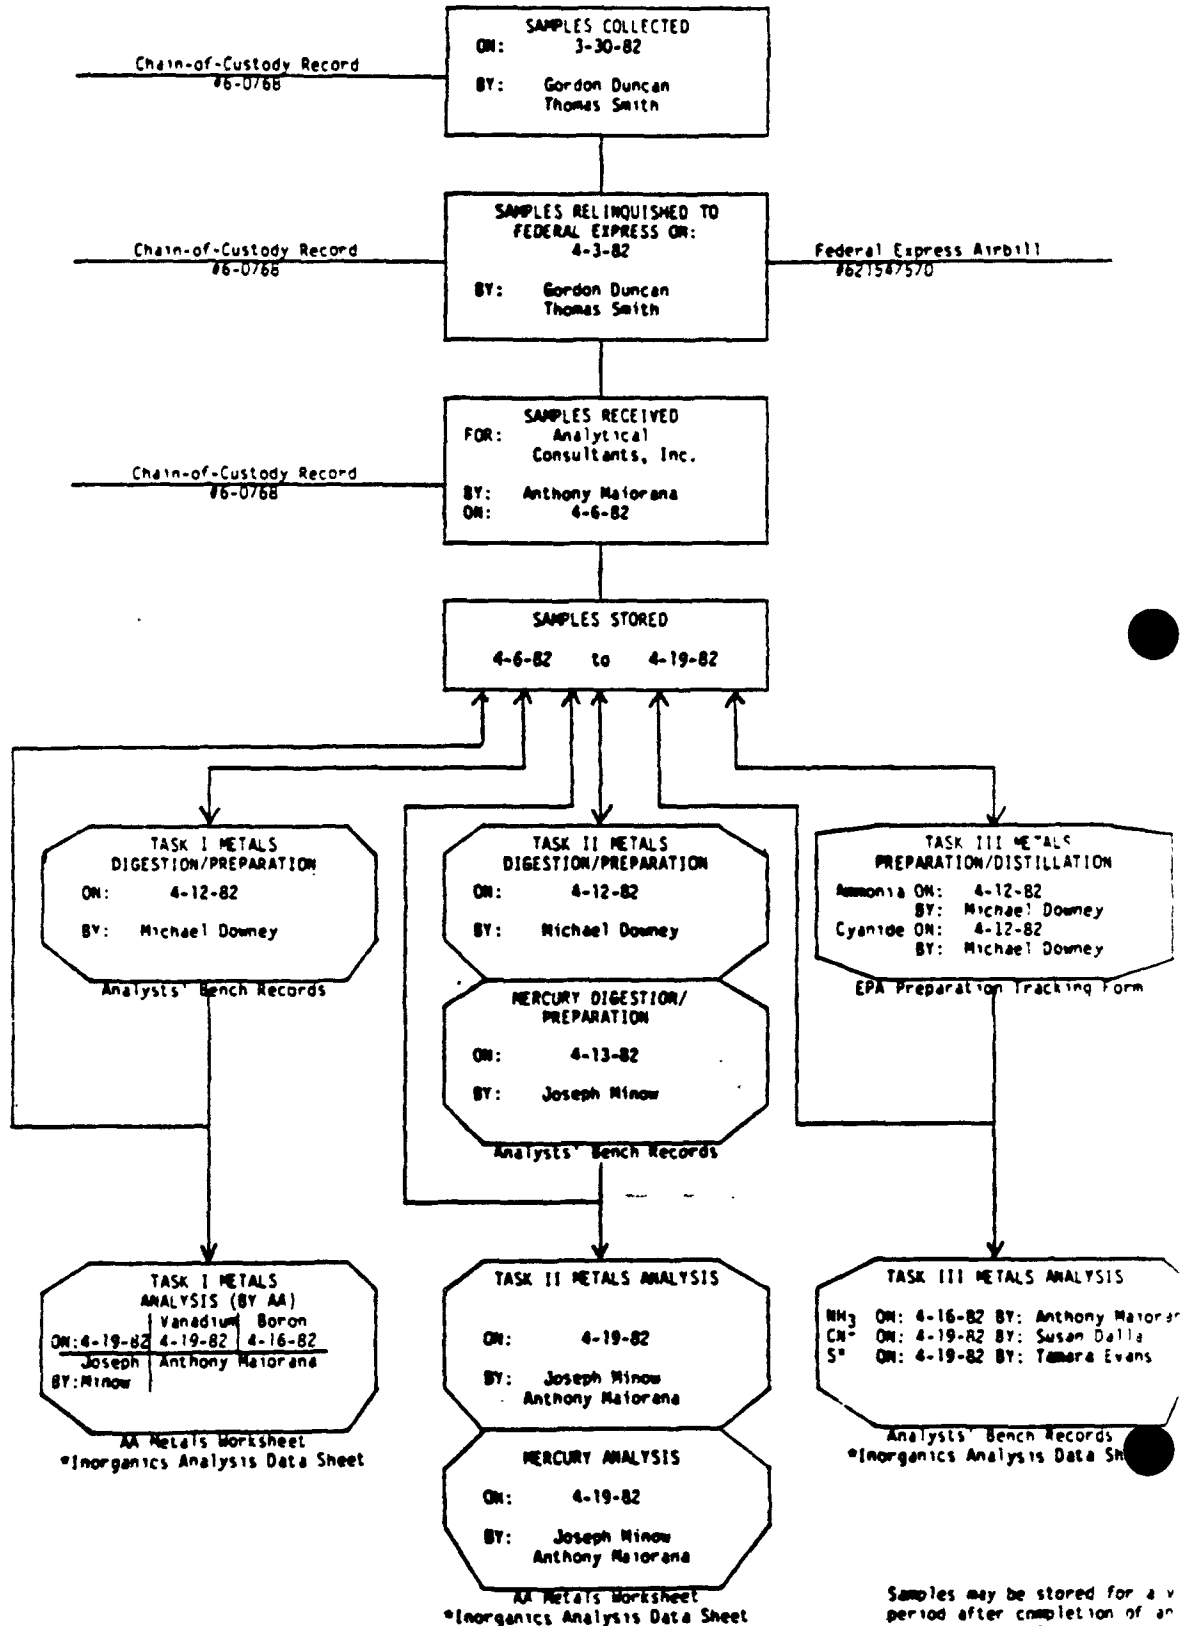 SAMPLES COLLECTED
ON: 3-30-82
BY: Gordon Duncan
Thomas Smith
Chain-of-Custody Record
#6-0768
SAMPLES RELINQUISHED TO
FEDERAL EXPRESS ON:
4-3-82
BY: Gordon Duncan
Thomas Smith
Chain-of-Custody Record
#6-0768
Federal Express Airbill
#621547570
SAMPLES RECEIVED
FOR: Analytical
Consultants, Inc.
BY: Anthony Maiorana
ON: 4-6-82
Chain-of-Custody Record
#6-0768
SAMPLES STORED
4-6-82 to 4-19-82
TASK I METALS
DIGESTION/PREPARATION
ON: 4-12-82
BY: Michael Downey
Analysts' Bench Records
TASK II METALS
DIGESTION/PREPARATION
ON: 4-12-82
BY: Michael Downey
MERCURY DIGESTION/
PREPARATION
ON: 4-13-82
BY: Joseph Minow
Analysts' Bench Records
TASK III METALS
PREPARATION/DISTILLATION
Ammonia ON: 4-12-82
BY: Michael Downey
Cyanide ON: 4-12-82
BY: Michael Downey
EPA Preparation Tracking Form
TASK I METALS
ANALYSIS (BY AA)
Vanadium Boron
ON:4-19-82 4-19-82 4-16-82
Joseph Anthony Maiorana
BY:Minow
AA Metals Worksheet
*Inorganics Analysis Data Sheet
TASK II METALS ANALYSIS
ON: 4-19-82
BY: Joseph Minow
Anthony Maiorana
MERCURY ANALYSIS
ON: 4-19-82
BY: Joseph Minow
Anthony Maiorana
AA Metals Worksheet
*Inorganics Analysis Data Sheet
TASK III METALS ANALYSIS
NH3 ON: 4-16-82 BY: Anthony Maioran
CN- ON: 4-19-82 BY: Susan Dalla
S= ON: 4-19-82 BY: Tamara Evans
Analysts' Bench Records
*Inorganics Analysis Data Sh
Samples may be stored for a v
period after completion of an